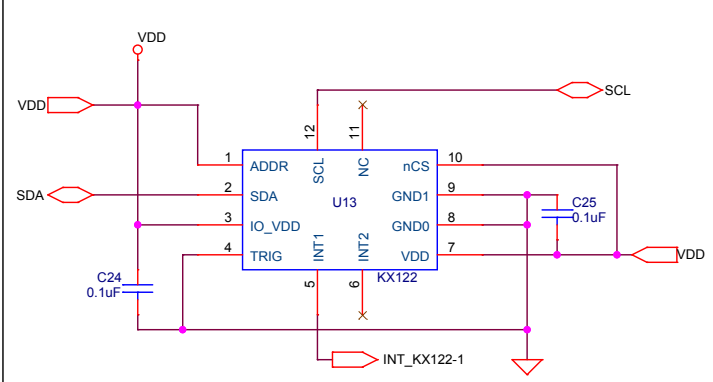 VDD
VDD
SCL
12
11
1
ADDR
SCL
NC
nCS
10
SDA
2
SDA
U13
GND1
9
C25
0.1uF
3
IO_VDD
GND0
8
4
TRIG
INT1
INT2
VDD
7
VDD
C24
0.1uF
5
6
KX122
INT_KX122-1